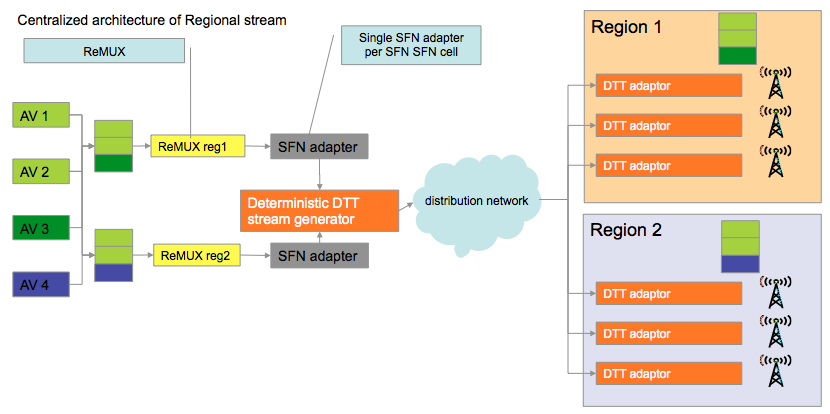 Centralized architecture of Regional stream
ReMUX
Single SFN adapter
per SFN SFN cell
AV 1
AV 2
AV 3
AV 4
ReMUX reg1
SFN adapter
Deterministic DTT
stream generator
ReMUX reg2
SFN adapter
distribution network
Region 1
DTT adaptor
DTT adaptor
DTT adaptor
Region 2
DTT adaptor
DTT adaptor
DTT adaptor